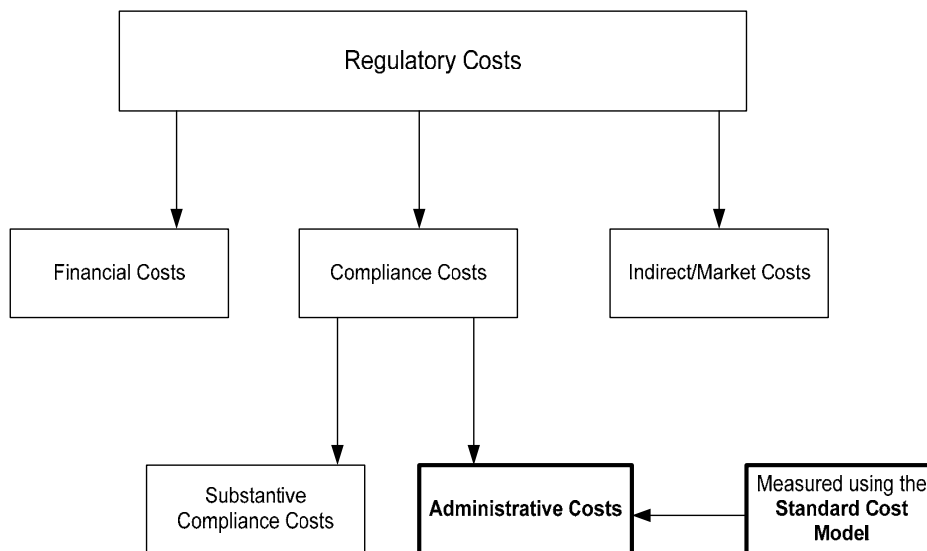 Regulatory Costs
Financial Costs
Compliance Costs
Indirect/Market Costs
Substantive
Compliance Costs
Administrative Costs
Measured using the
Standard Cost
Model